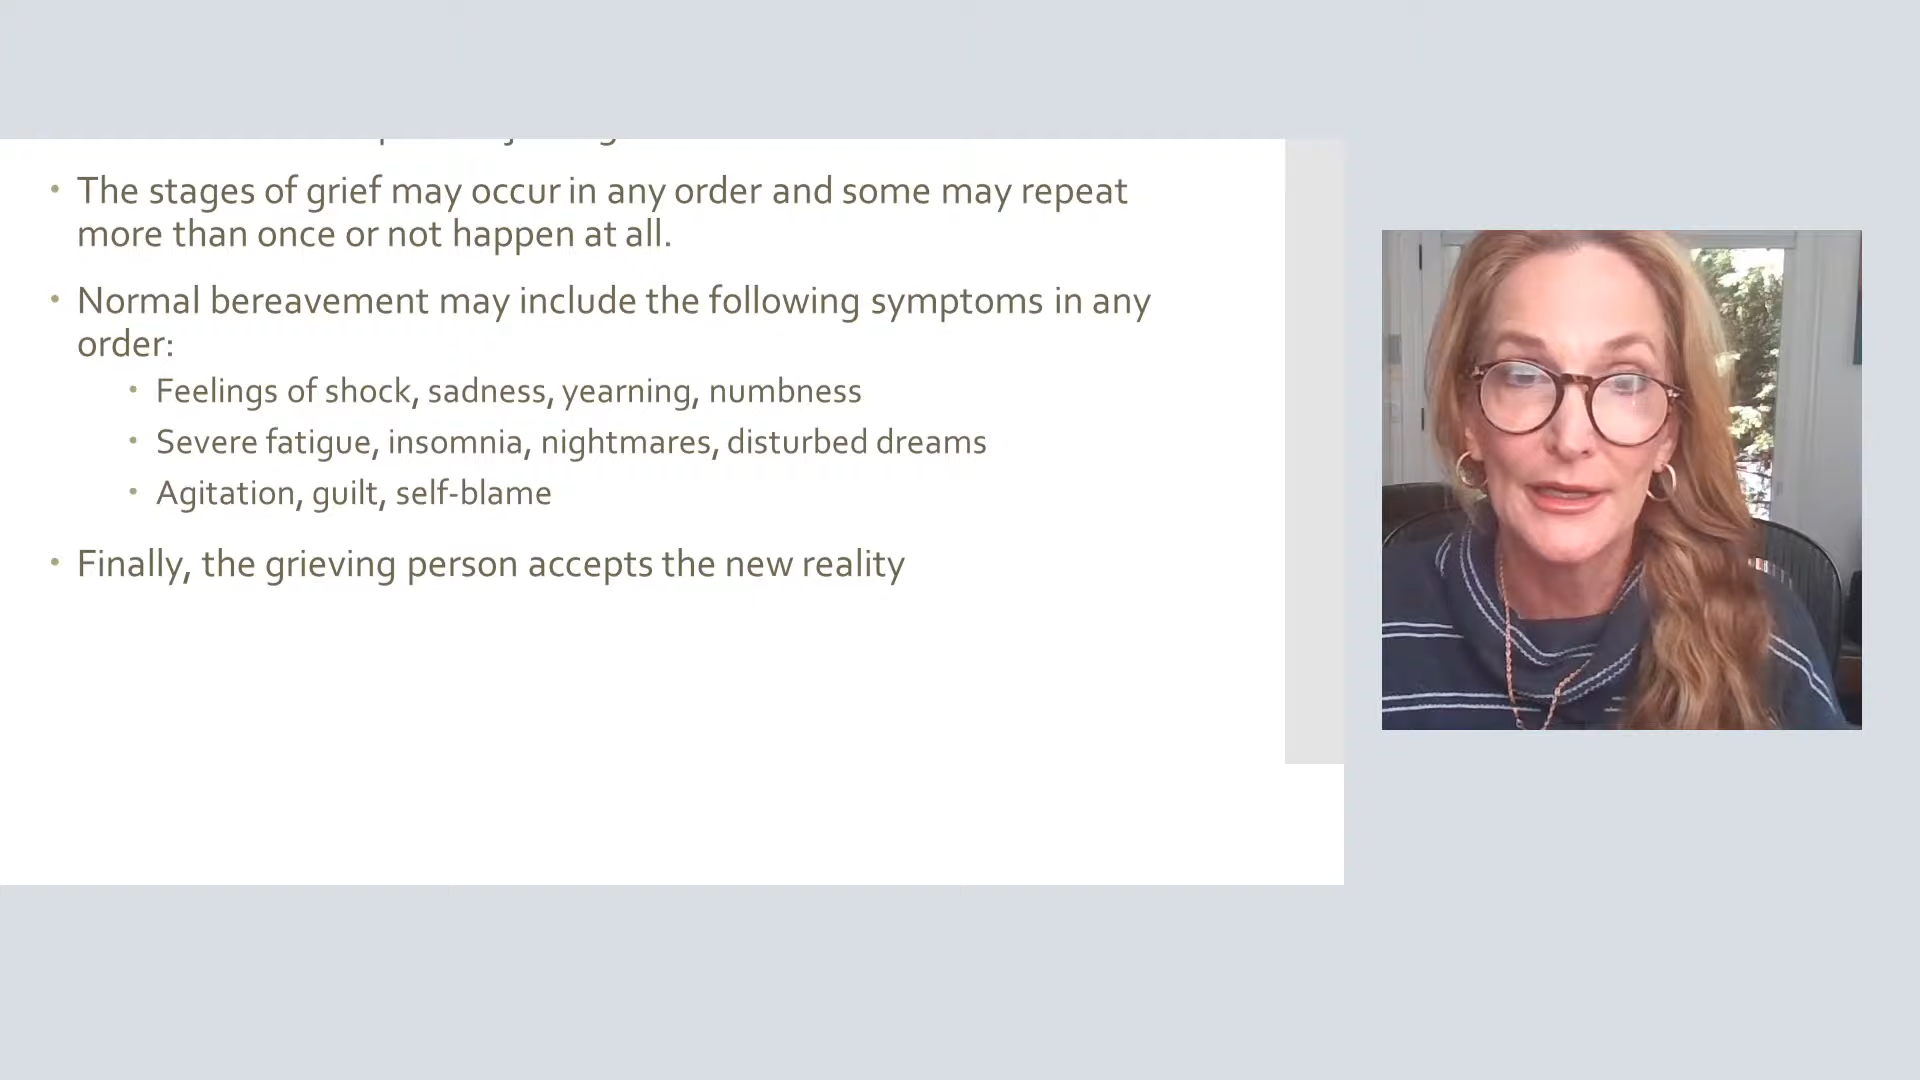 • The stages of grief may occur in any order and some may repeat
more than once or not happen at all.
• Normal bereavement may include the following symptoms in any
order:
• Feelings of shock, sadness, yearning, numbness
• Severe fatigue, insomnia, nightmares, disturbed dreams
• Agitation, guilt, self-blame
• Finally, the grieving person accepts the new reality